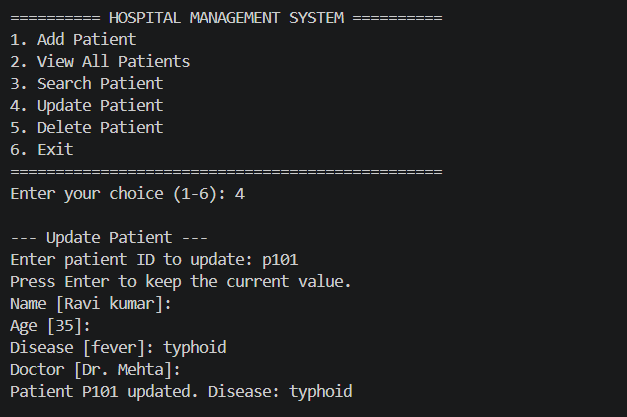 ========== HOSPITAL MANAGEMENT SYSTEM ==========
1. Add Patient
2. View All Patients
3. Search Patient
4. Update Patient
5. Delete Patient
6. Exit
================================================
Enter your choice (1-6): 4
--- Update Patient ---
Enter patient ID to update: p101
Press Enter to keep the current value.
Name [Ravi kumar]:
Age [35]:
Disease [fever]: typhoid
Doctor [Dr. Mehta]:
Patient P101 updated. Disease: typhoid